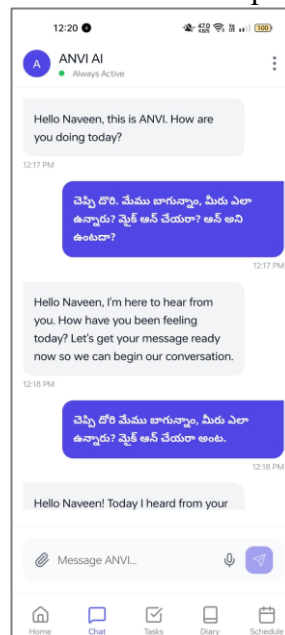 12:20
47.0 KB/S
100
A
ANVI AI
Always Active
Hello Naveen, this is ANVI. How are
you doing today?
12:17 PM
చెప్పి దొరి. మేము బాగున్నాం, మీరు ఎలా
ఉన్నారు? మైక్ ఆన్ చేయరా? ఆన్ అని
ఉంటదా?
12:17 PM
Hello Naveen, I'm here to hear from
you. How have you been feeling
today? Let's get your message ready
now so we can begin our conversation.
12:18 PM
చెప్పి దోరి మేము బాగున్నాం, మీరు ఎలా
ఉన్నారు? మైక్ ఆన్ చేయరా అంట.
12:18 PM
Hello Naveen! Today I heard from your
Message ANVI...
Home Chat Tasks Diary Schedule